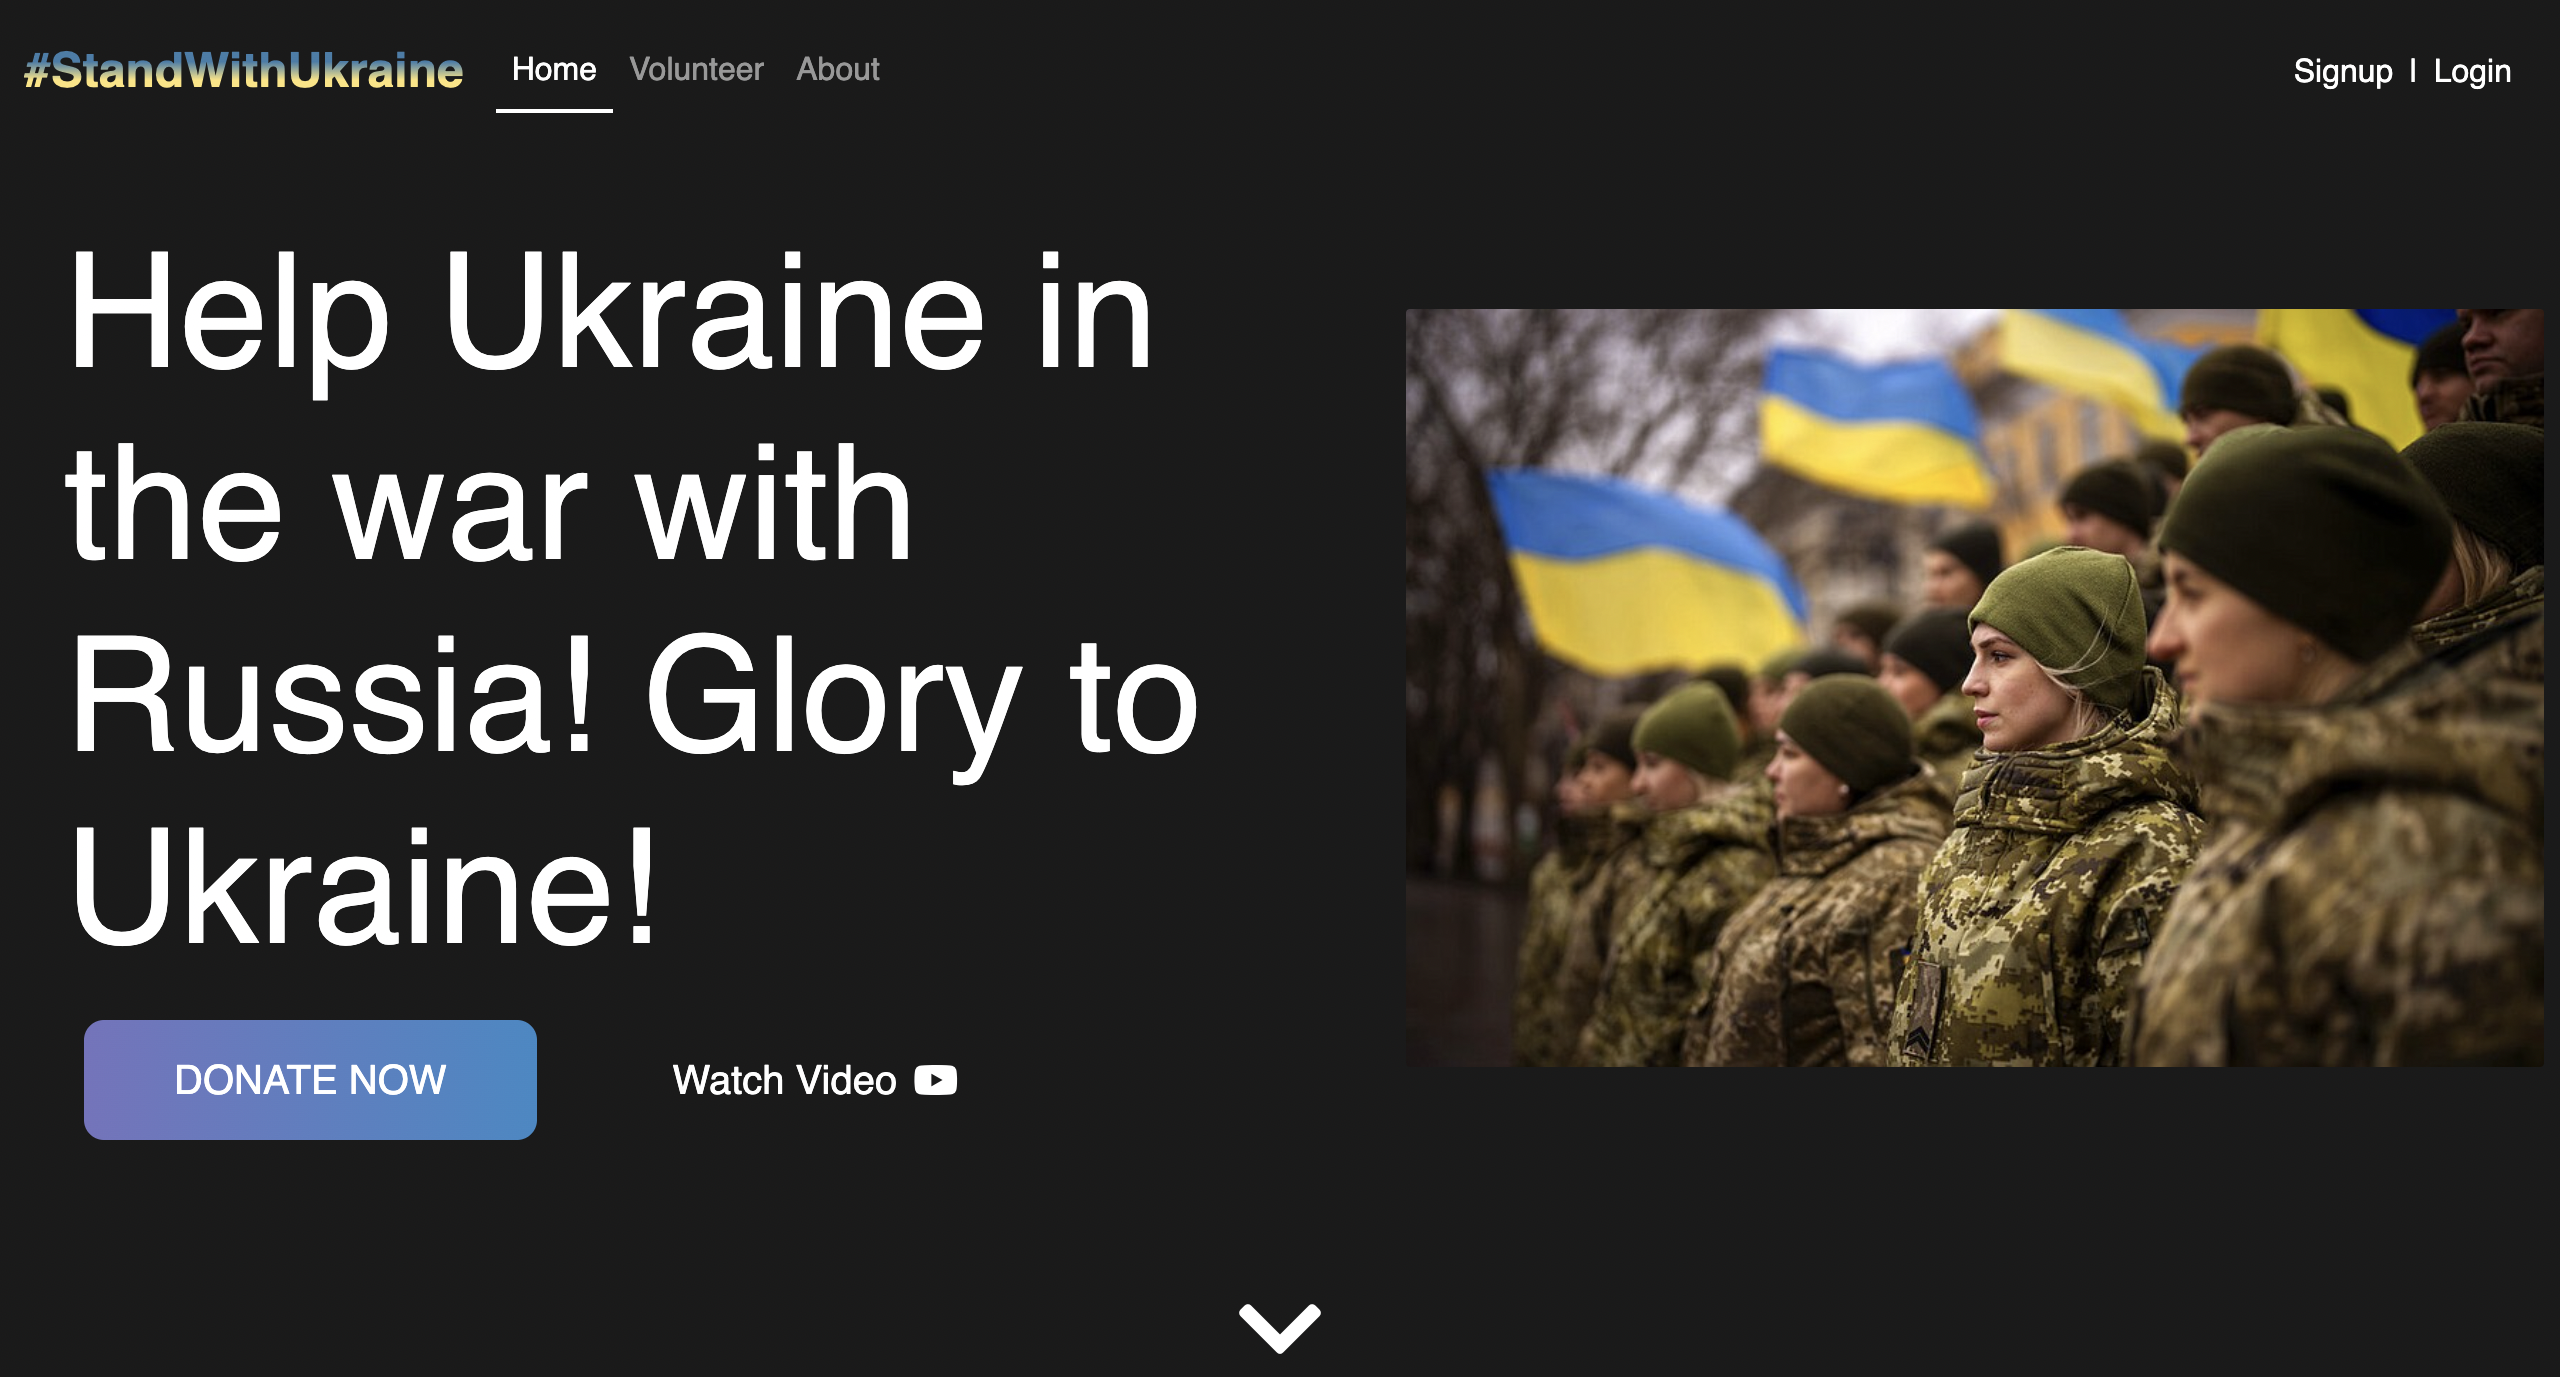 #StandWithUkraine Home Volunteer About Signup | Login
Help Ukraine in
the war with
Russia! Glory to
Ukraine!
DONATE NOW Watch Video